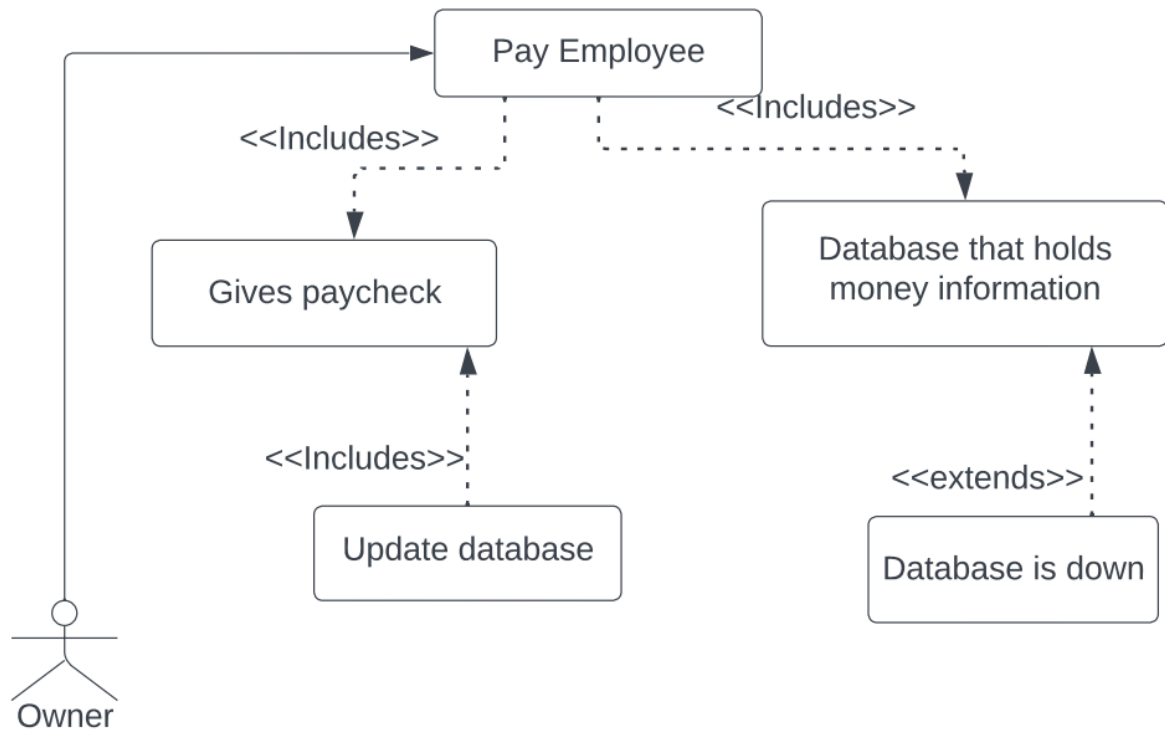 Pay Employee
<<Includes>>
<<Includes>>
Gives paycheck
Database that holds
money information
<<Includes>>
<<extends>>
Update database
Database is down
Owner